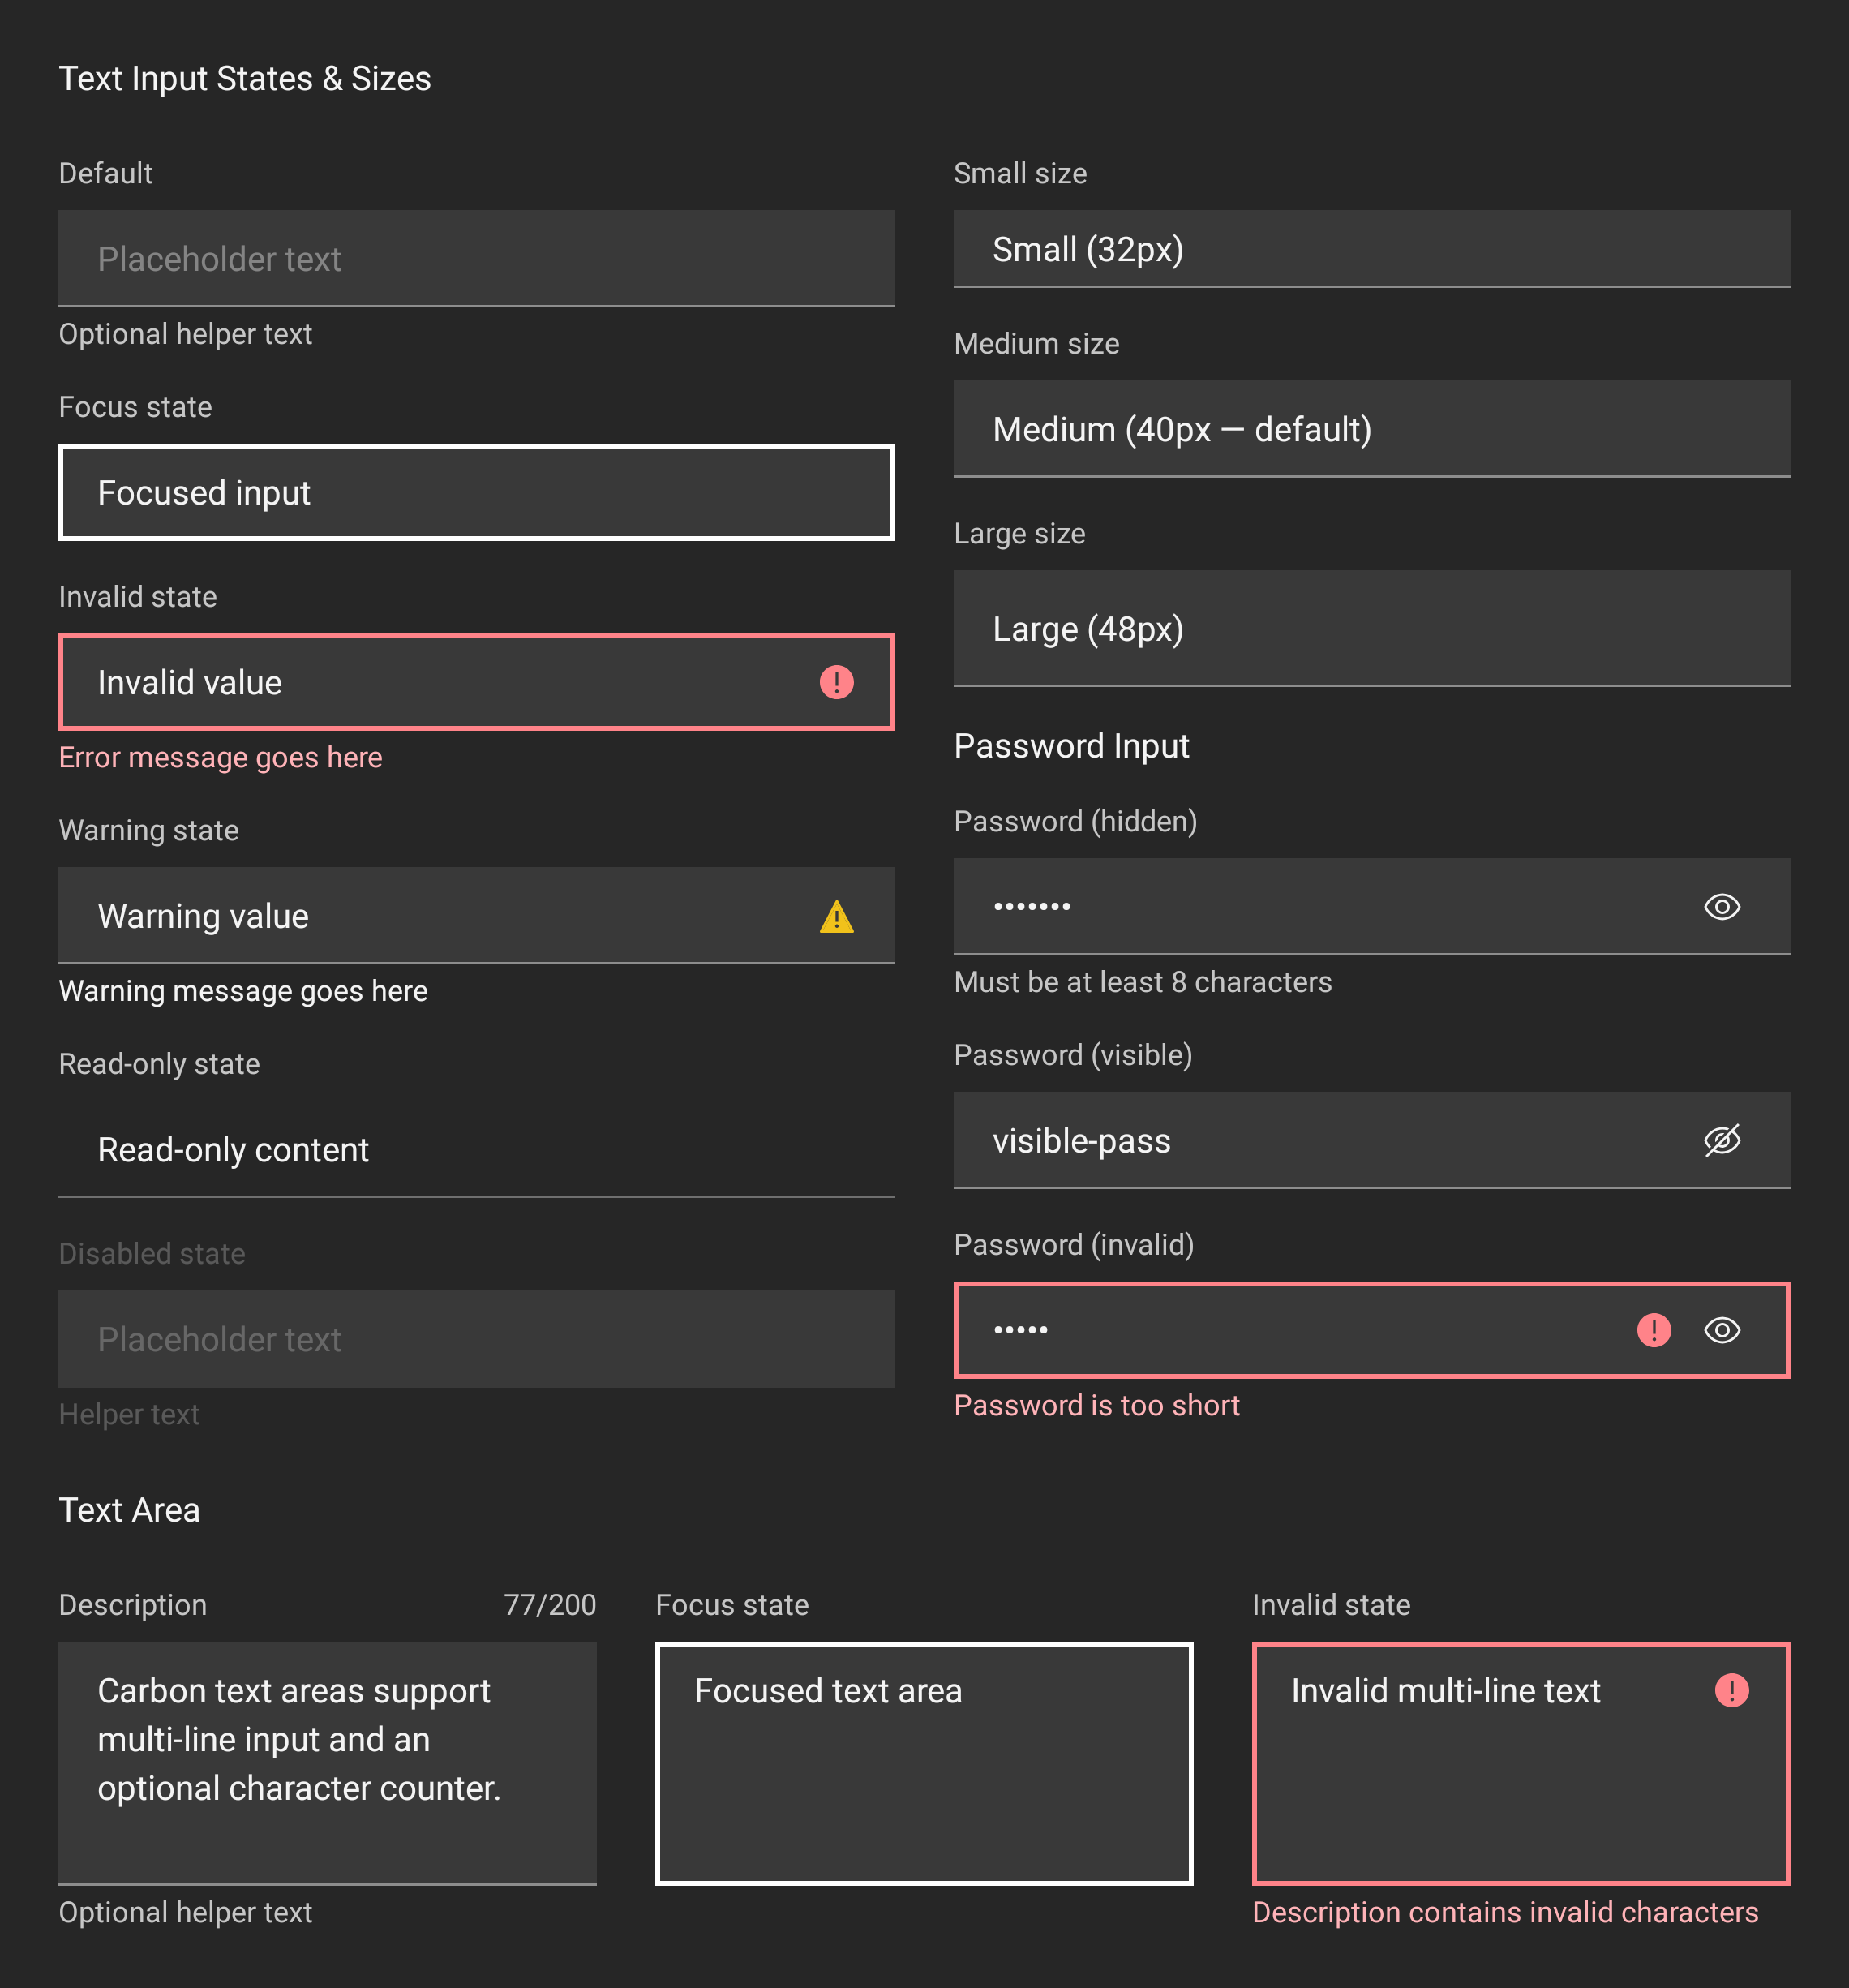 Text Input States & Sizes
Default
Placeholder text
Optional helper text
Focus state
Focused input
Invalid state
Invalid value
Error message goes here
Warning state
Warning value
Warning message goes here
Read-only state
Read-only content
Disabled state
Placeholder text
Helper text
Small size
Small (32px)
Medium size
Medium (40px — default)
Large size
Large (48px)
Password Input
Password (hidden)
•••••••
Must be at least 8 characters
Password (visible)
visible-pass
Password (invalid)
•••••
Password is too short
Text Area
Description
77/200
Carbon text areas support
multi-line input and an
optional character counter.
Optional helper text
Focus state
Focused text area
Invalid state
Invalid multi-line text
Description contains invalid characters